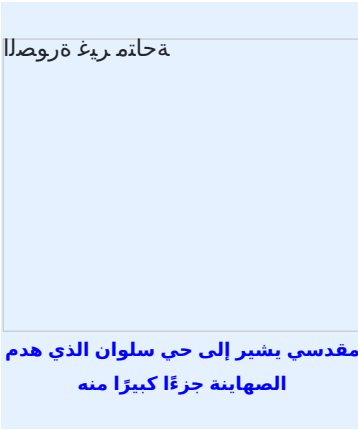 ةحاتم ريغ ةروصلا
مقدسي يشير إلى حي سلوان الذي هدم
الصهاينة جزءًا كبيرًا منه